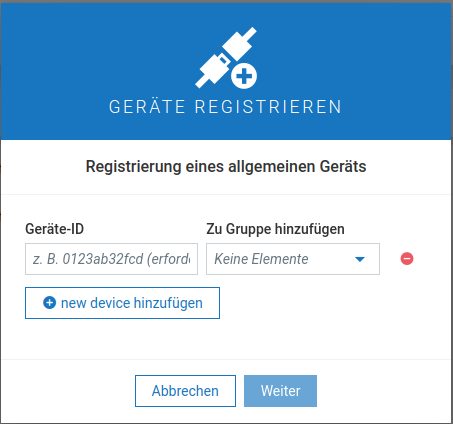 GERÄTE REGISTRIEREN
Registrierung eines allgemeinen Geräts
Geräte-ID
Zu Gruppe hinzufügen
z. B. 0123ab32fcd (erforde
Keine Elemente
new device hinzufügen
Abbrechen
Weiter